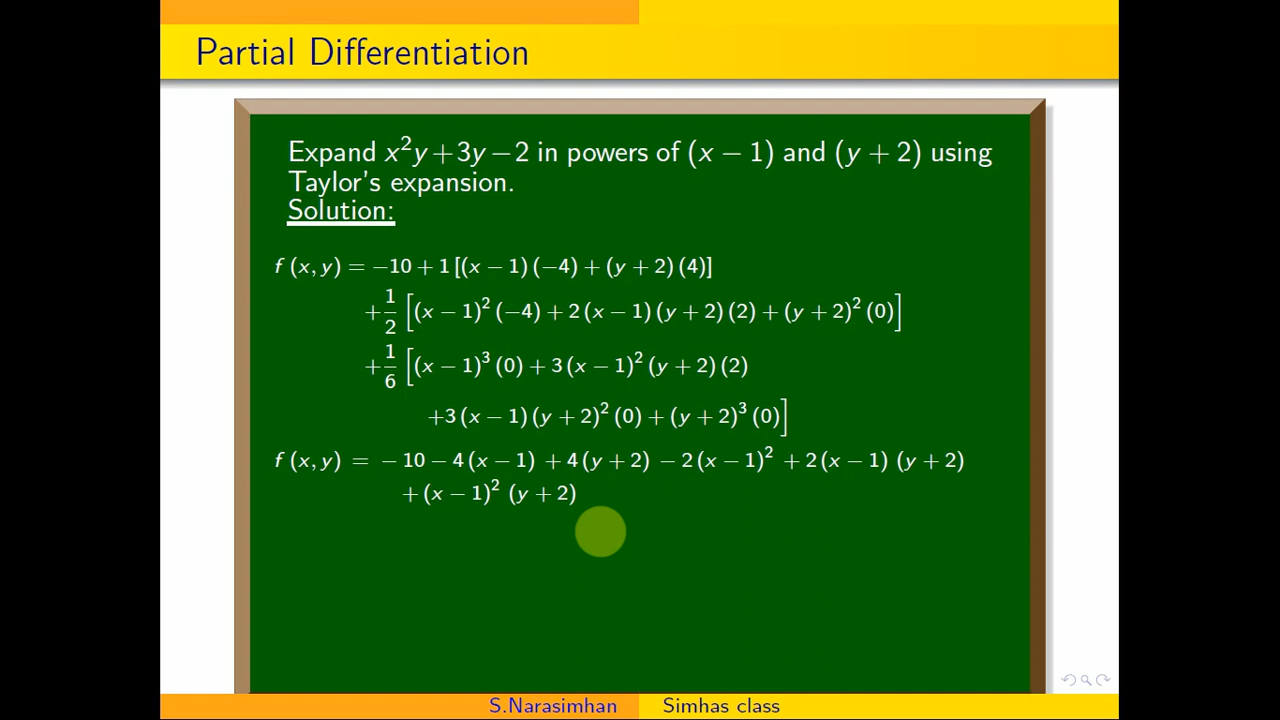 Partial Differentiation
Expand x²y + 3y − 2 in powers of (x − 1) and (y + 2) using
Taylor's expansion.
Solution:
f (x, y) = −10 + 1 [(x − 1) (−4) + (y + 2) (4)]
+ 1/2 [(x − 1)² (−4) + 2 (x − 1) (y + 2) (2) + (y + 2)² (0)]
+ 1/6 [(x − 1)³ (0) + 3 (x − 1)² (y + 2) (2)
+3 (x − 1) (y + 2)² (0) + (y + 2)³ (0)]
f (x, y) = − 10 − 4 (x − 1) + 4 (y + 2) − 2 (x − 1)² + 2 (x − 1) (y + 2)
+ (x − 1)² (y + 2)
S.Narasimhan Simhas class